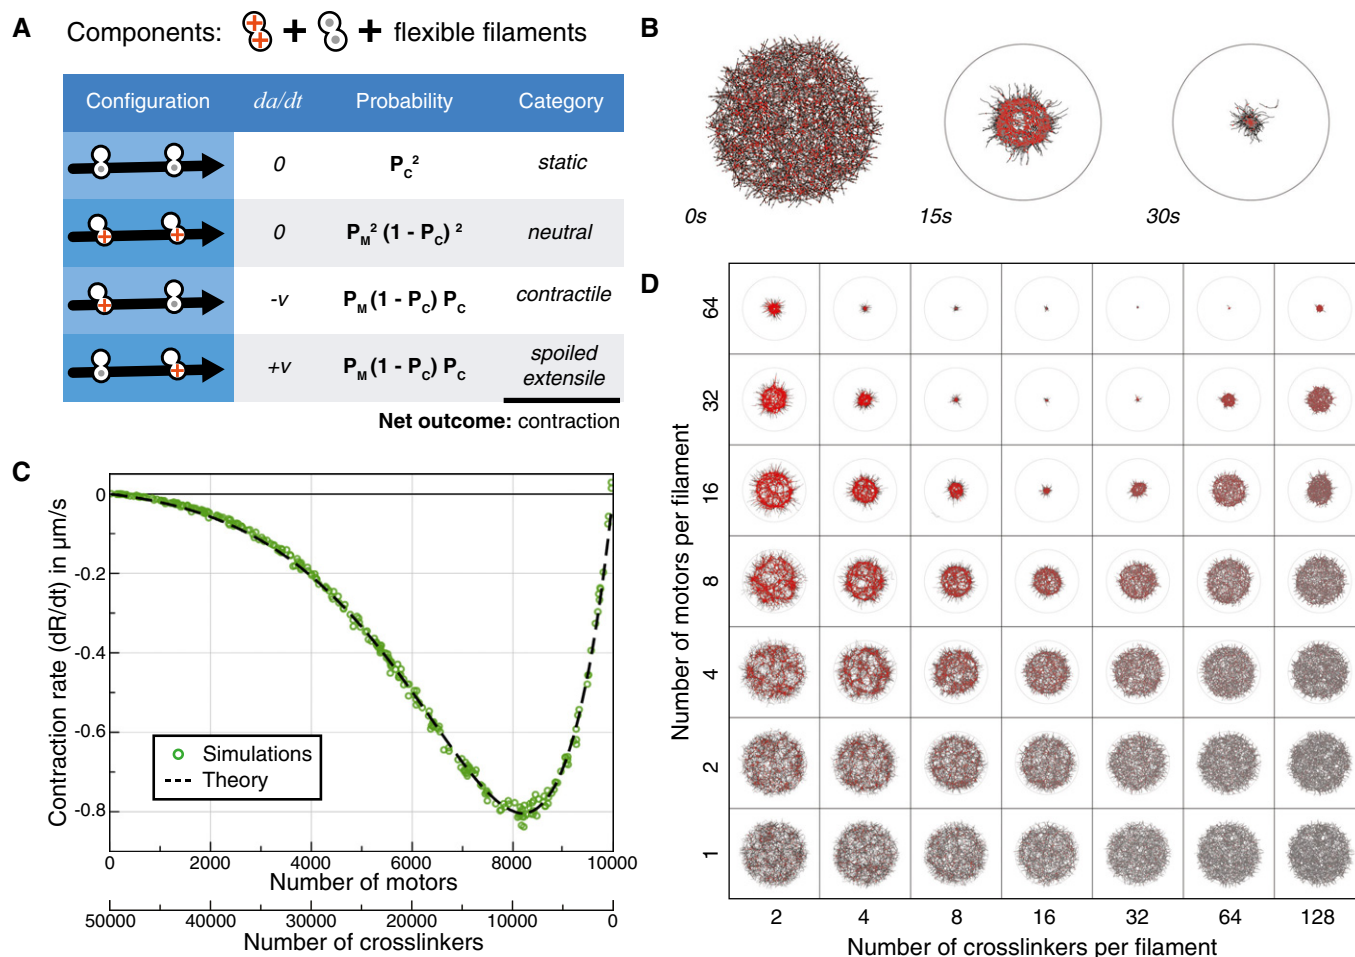 A
Components: + + flexible filaments
Configuration da/dt Probability Category
0 P_C² static
0 P_M² (1 - P_C) ² neutral
-v P_M (1 - P_C) P_C contractile
+v P_M (1 - P_C) P_C spoiled
extensile
Net outcome: contraction
B
0s 15s 30s
C
Contraction rate (dR/dt) in µm/s
0
-0.2
-0.4
-0.6
-0.8
Simulations
Theory
0 2000 4000 6000 8000 10000
Number of motors
50000 40000 30000 20000 10000 0
Number of crosslinkers
D
Number of motors per filament
64
32
16
8
4
2
1
2 4 8 16 32 64 128
Number of crosslinkers per filament